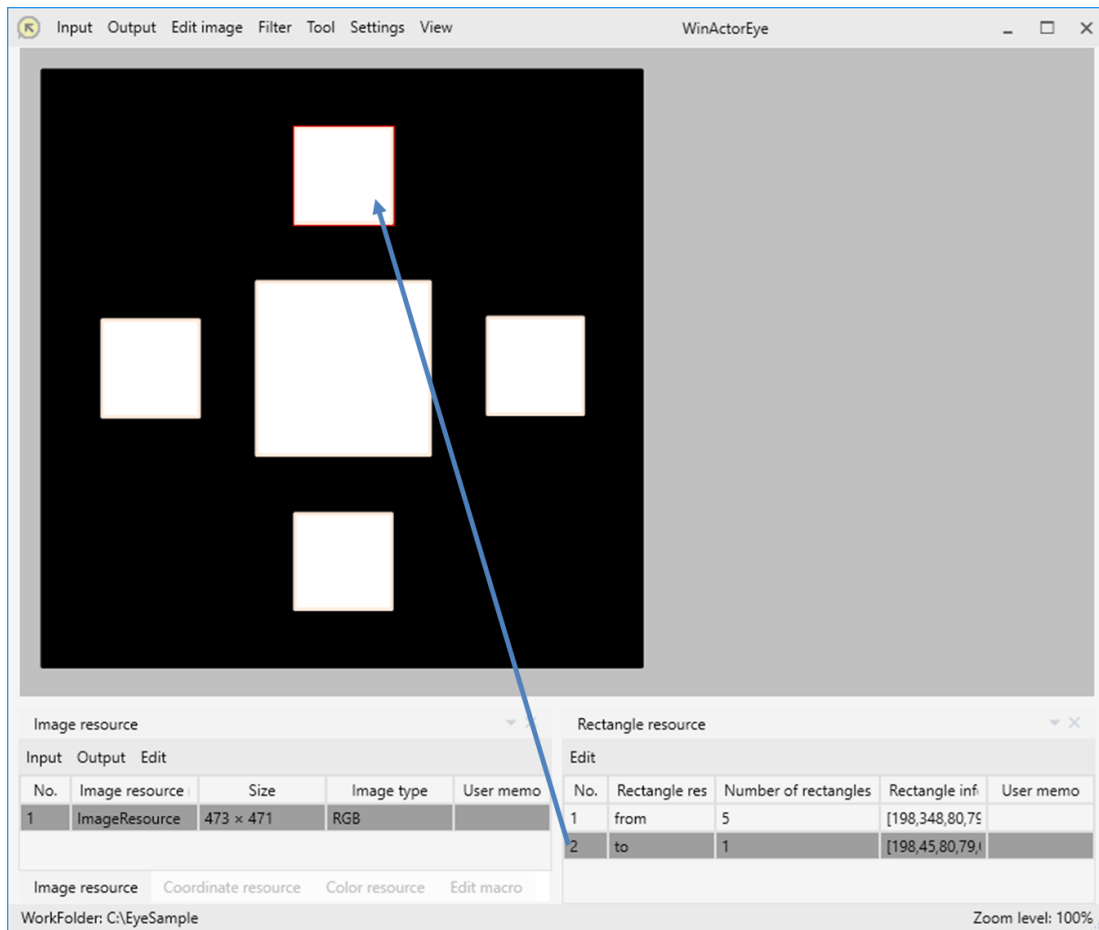 Input Output Edit image Filter Tool Settings View WinActorEye
Image resource
Input Output Edit
No. Image resource Size Image type User memo
1 ImageResource 473 × 471 RGB
Image resource Coordinate resource Color resource Edit macro
Rectangle resource
Edit
No. Rectangle res Number of rectangles Rectangle inf User memo
1 from 5 [198,348,80,79
2 to 1 [198,45,80,79,
WorkFolder: C:\EyeSample Zoom level: 100%